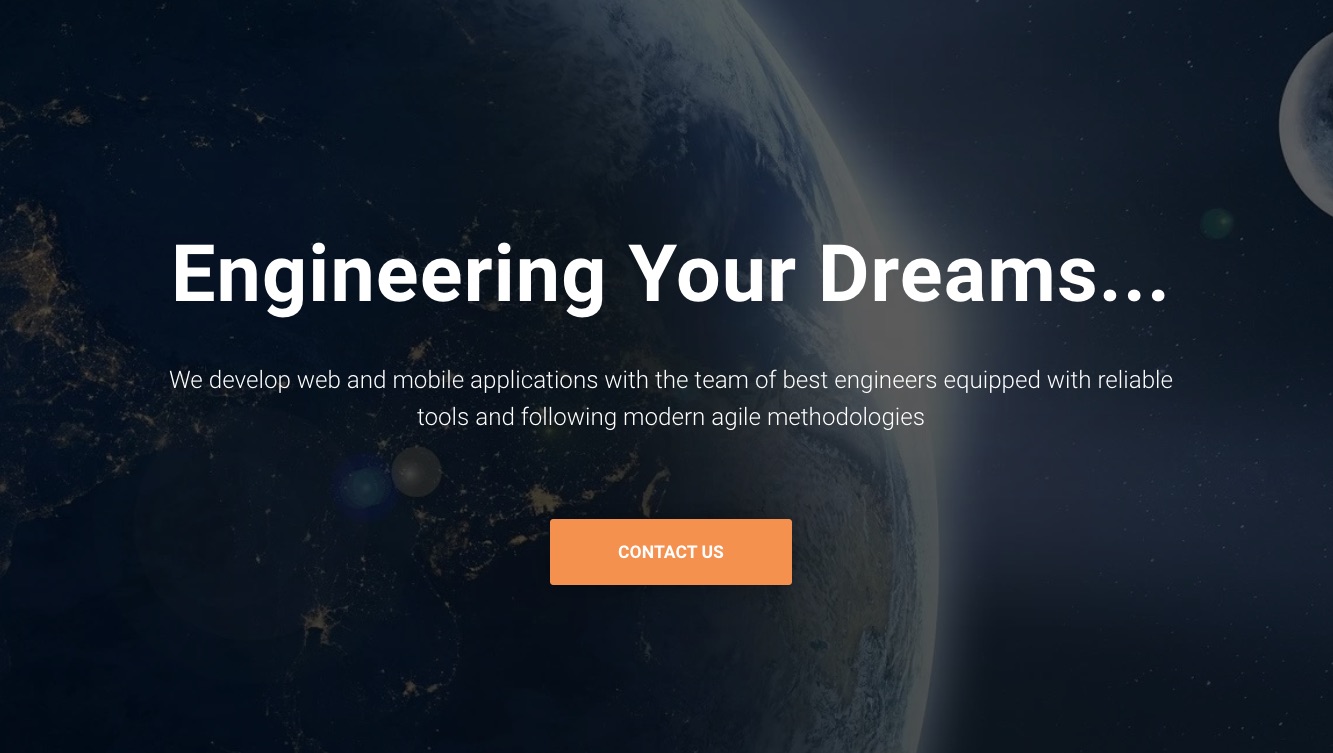 Engineering Your Dreams...
We develop web and mobile applications with the team of best engineers equipped with reliable
tools and following modern agile methodologies
CONTACT US